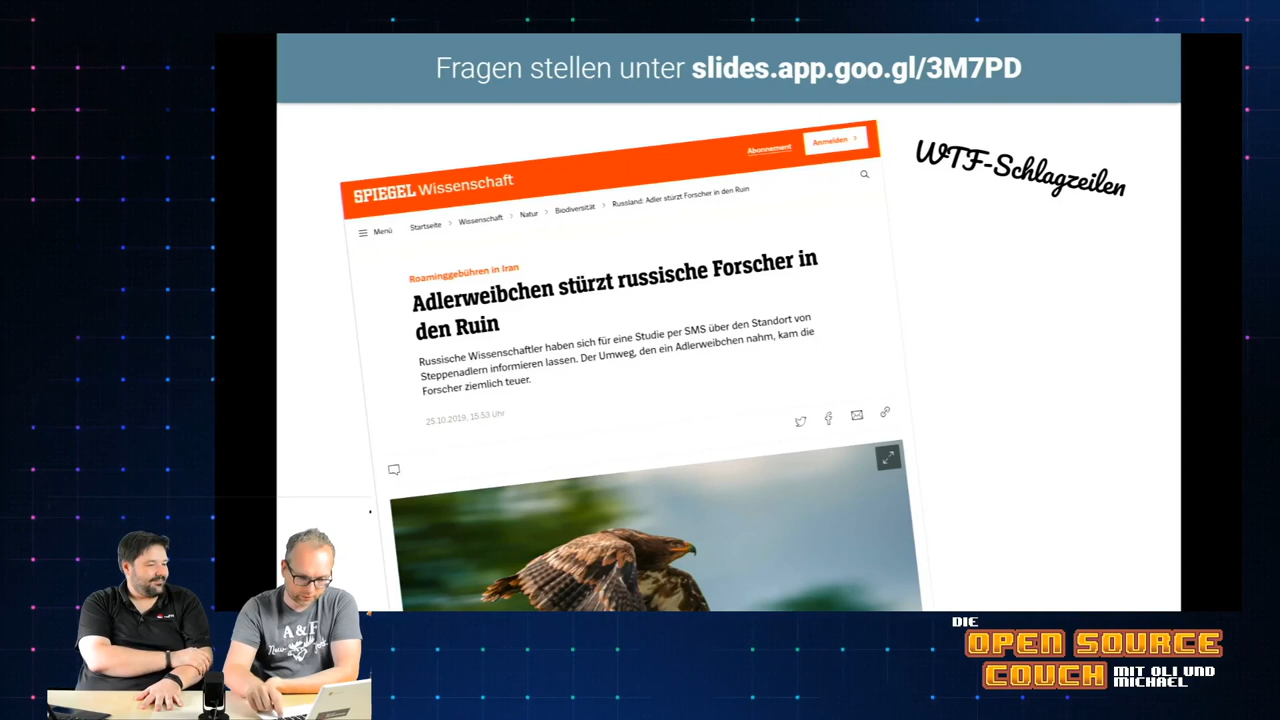 Fragen stellen unter slides.app.goo.gl/3M7PD
WTF-Schlagzeilen
SPIEGEL Wissenschaft
Abonnement
Anmelden
Menü
Startseite
Wissenschaft
Natur
Biodiversität
Russland: Adler stürzt Forscher in den Ruin
Roaminggebühren in Iran
Adlerweibchen stürzt russische Forscher in
den Ruin
Russische Wissenschaftler haben sich für eine Studie per SMS über den Standort von
Steppenadlern informieren lassen. Der Umweg, den ein Adlerweibchen nahm, kam die
Forscher ziemlich teuer.
25.10.2019, 15.53 Uhr
A & F
New
DIE
OPEN SOURCE
COUCH
MIT OLI UND
MICHAEL